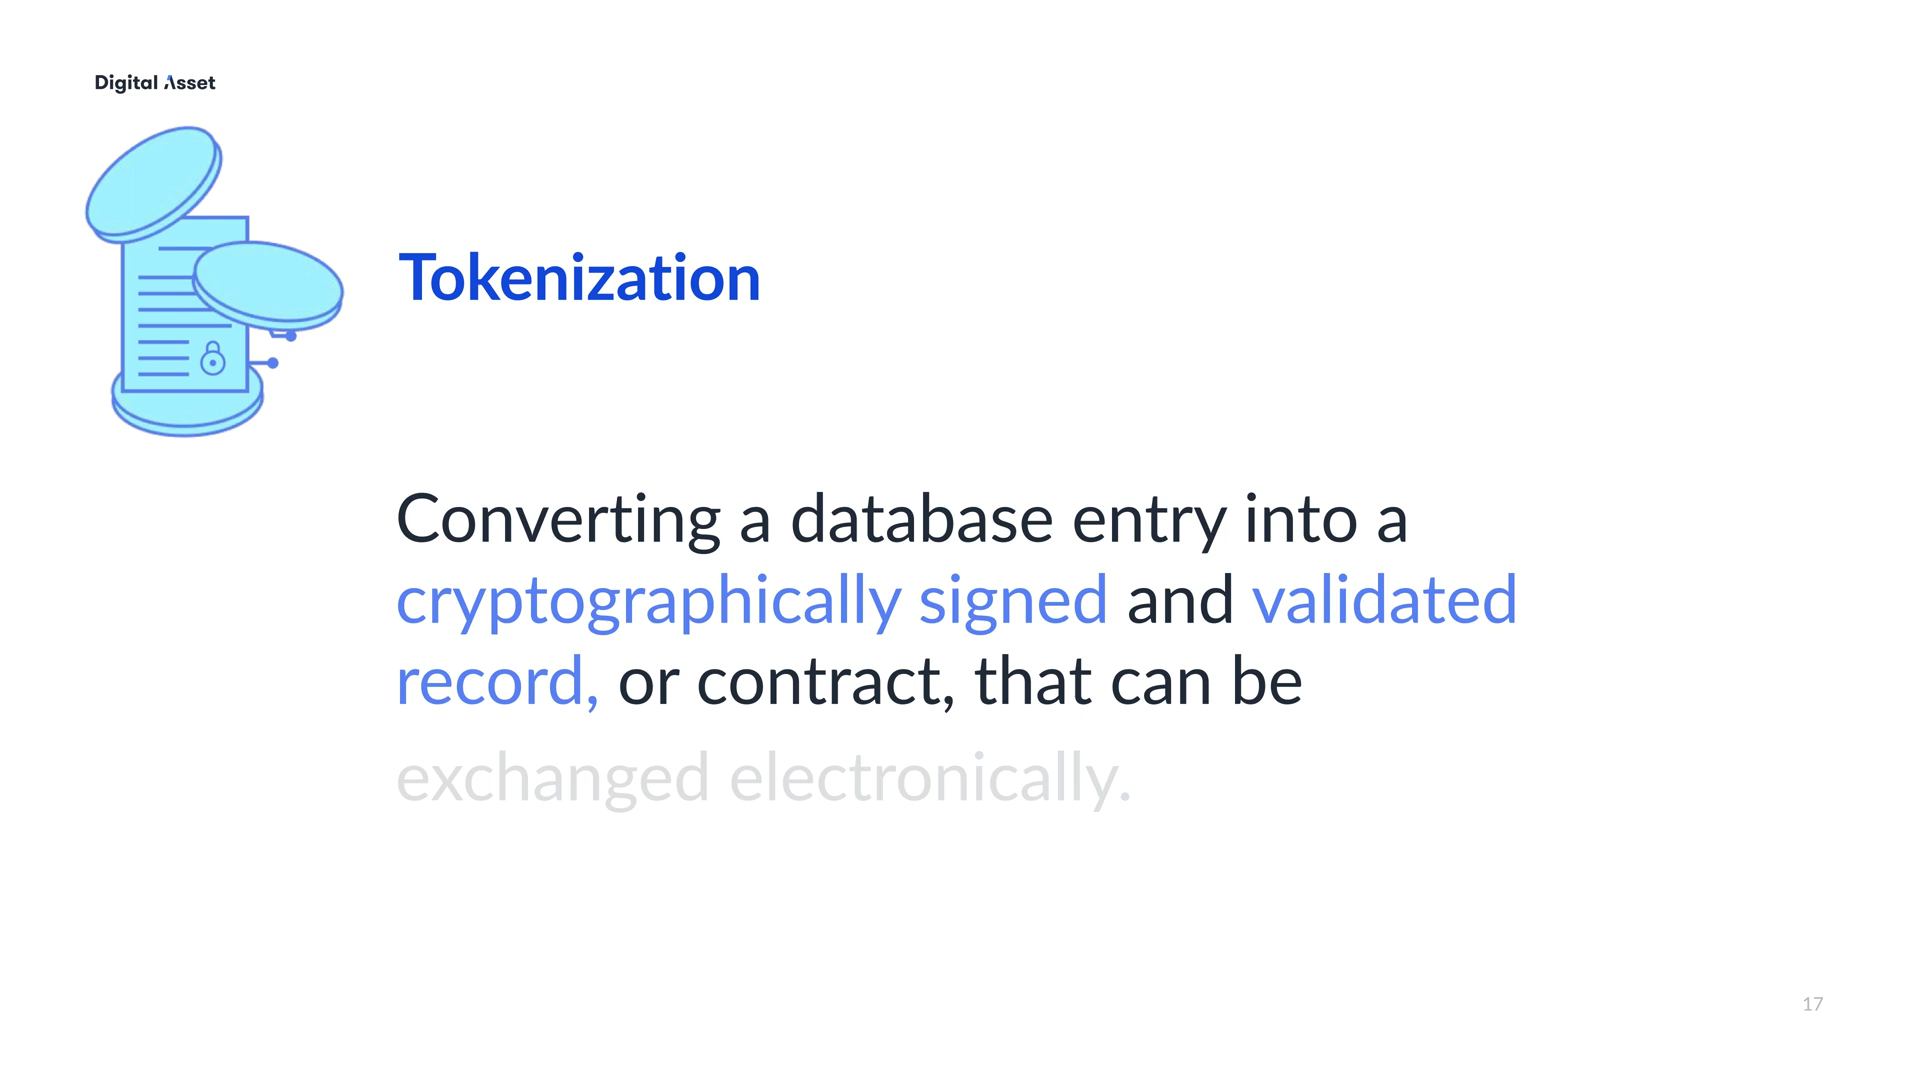 Digital Asset
Tokenization
Converting a database entry into a
cryptographically signed and validated
record, or contract, that can be
exchanged electronically.
17